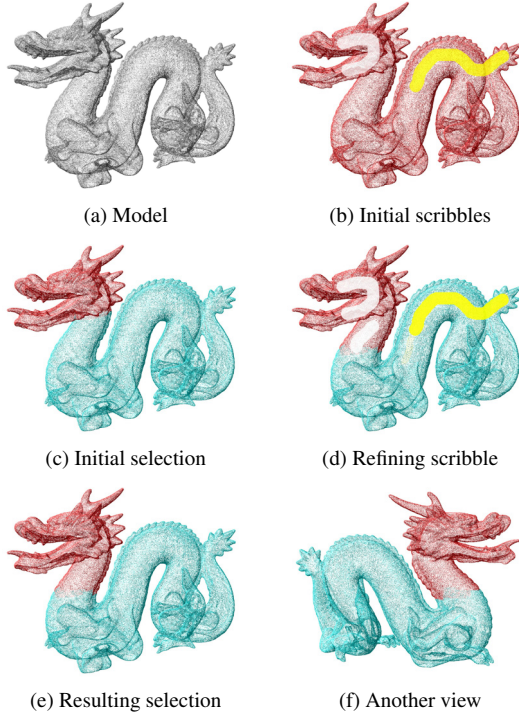 (a) Model
(b) Initial scribbles
(c) Initial selection
(d) Refining scribble
(e) Resulting selection
(f) Another view